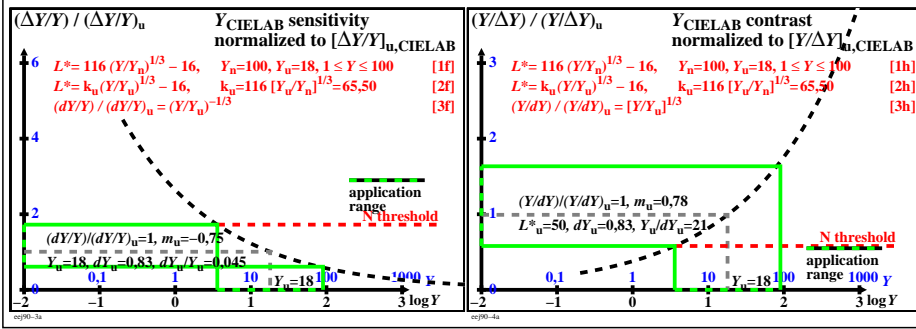 (ΔY/Y) / (ΔY/Y)u
Y_CIELAB sensitivity
normalized to [ΔY/Y]u,CIELAB
6
L*= 116 (Y/Yn)^1/3 − 16, Yn=100, Yu=18, 1 ≤ Y ≤ 100 [1f]
L*= ku(Y/Yu)^1/3 − 16, ku=116 [Yu/Yn]^1/3=65,50 [2f]
(dY/Y) / (dY/Y)u = (Y/Yu)^−1/3 [3f]
4
application
range
N threshold
2
(dY/Y)/(dY/Y)u=1, mu=−0,75
1
Yu=18, dYu=0,83, dYu/Yu=0,045
0,1 1 10 100 1000 Y
0
Yu=18
−2 −1 0 1 2 3 log Y
eej90−3a
(Y/ΔY) / (Y/ΔY)u
Y_CIELAB contrast
normalized to [Y/ΔY]u,CIELAB
3
L*= 116 (Y/Yn)^1/3 − 16, Yn=100, Yu=18, 1 ≤ Y ≤ 100 [1h]
L*= ku(Y/Yu)^1/3 − 16, ku=116 [Yu/Yn]^1/3=65,50 [2h]
(Y/dY) / (Y/dY)u = [Y/Yu]^1/3 [3h]
2
(Y/dY)/(Y/dY)u=1, mu=0,78
1
L*u=50, dYu=0,83, Yu/dYu=21
N threshold
application
range
0,1 1 10 100 1000 Y
0
Yu=18
−2 −1 0 1 2 3 log Y
eej90−4a